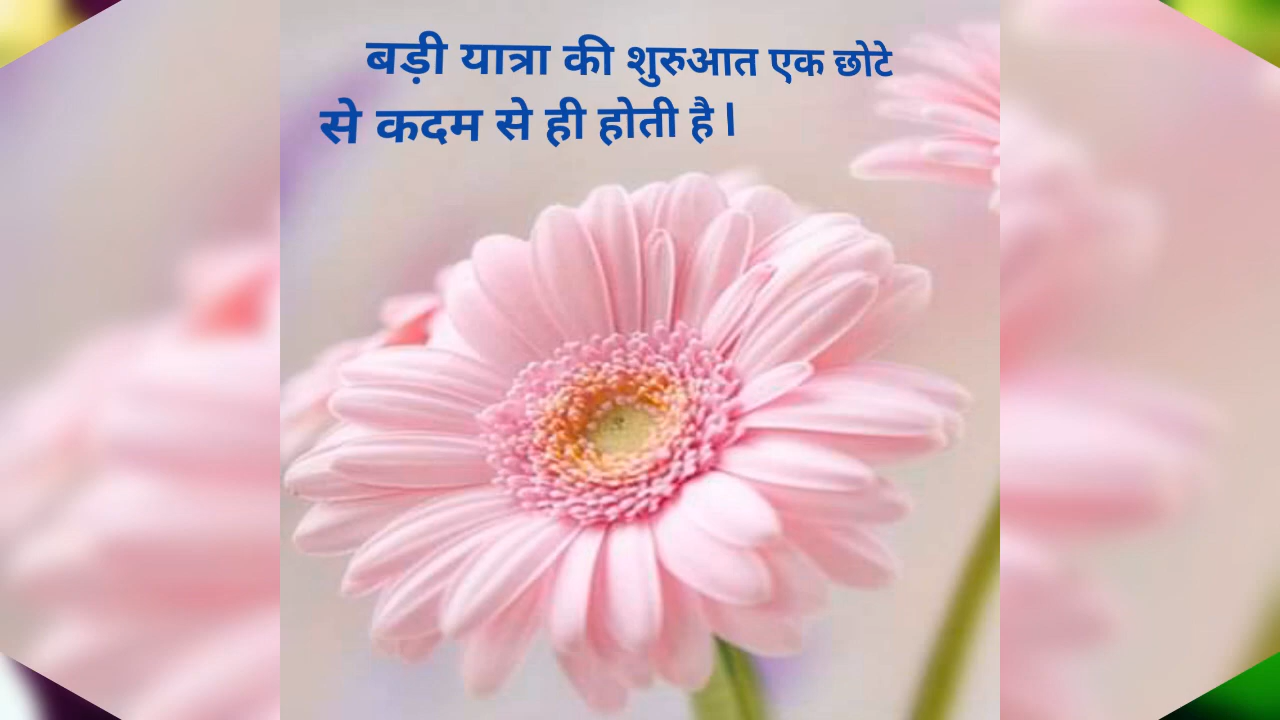 बड़ी यात्रा की शुरुआत एक छोटे
से कदम से ही होती है।